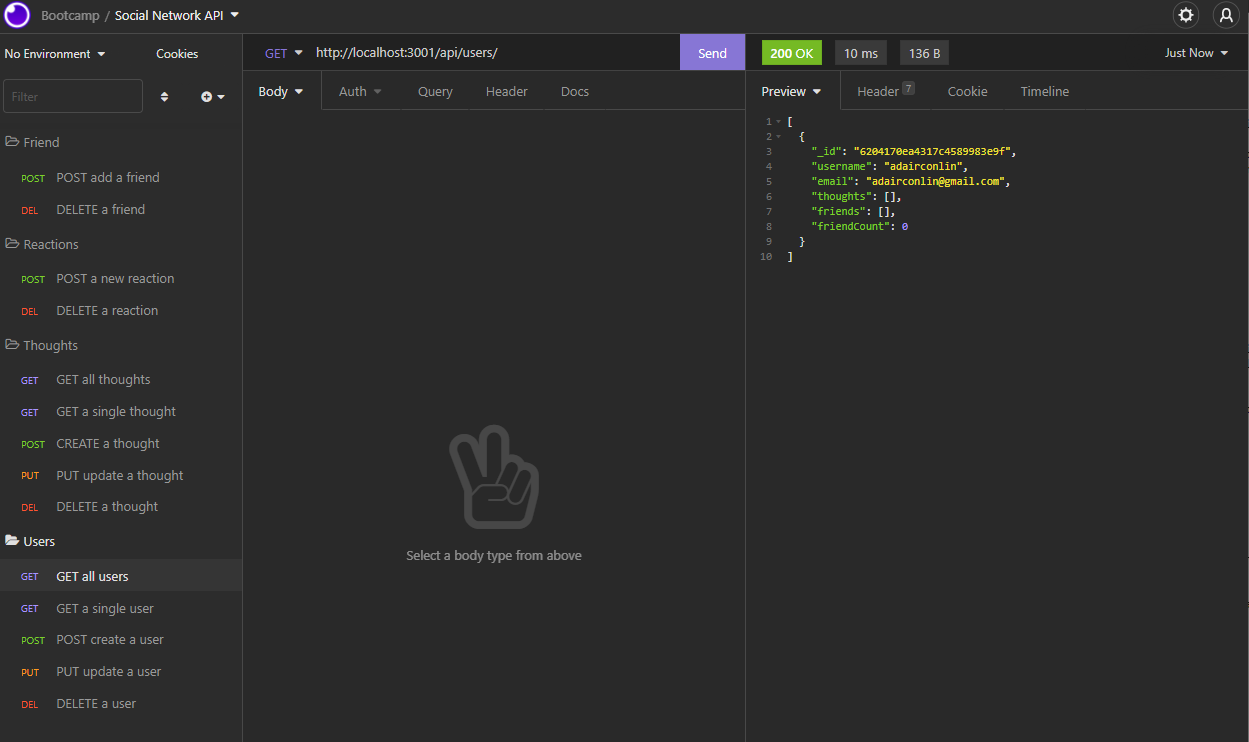 Bootcamp / Social Network API
No Environment
Cookies
Filter
Friend
POST POST add a friend
DEL DELETE a friend
Reactions
POST POST a new reaction
DEL DELETE a reaction
Thoughts
GET GET all thoughts
GET GET a single thought
POST CREATE a thought
PUT PUT update a thought
DEL DELETE a thought
Users
GET GET all users
GET GET a single user
POST POST create a user
PUT PUT update a user
DEL DELETE a user
GET http://localhost:3001/api/users/ Send
Body Auth Query Header Docs
Select a body type from above
200 OK 10 ms 136 B Just Now
Preview Header 7 Cookie Timeline
1 [
2 {
3 "_id": "6204170ea4317c4589983e9f",
4 "username": "adairconlin",
5 "email": "adairconlin@gmail.com",
6 "thoughts": [],
7 "friends": [],
8 "friendCount": 0
9 }
10 ]